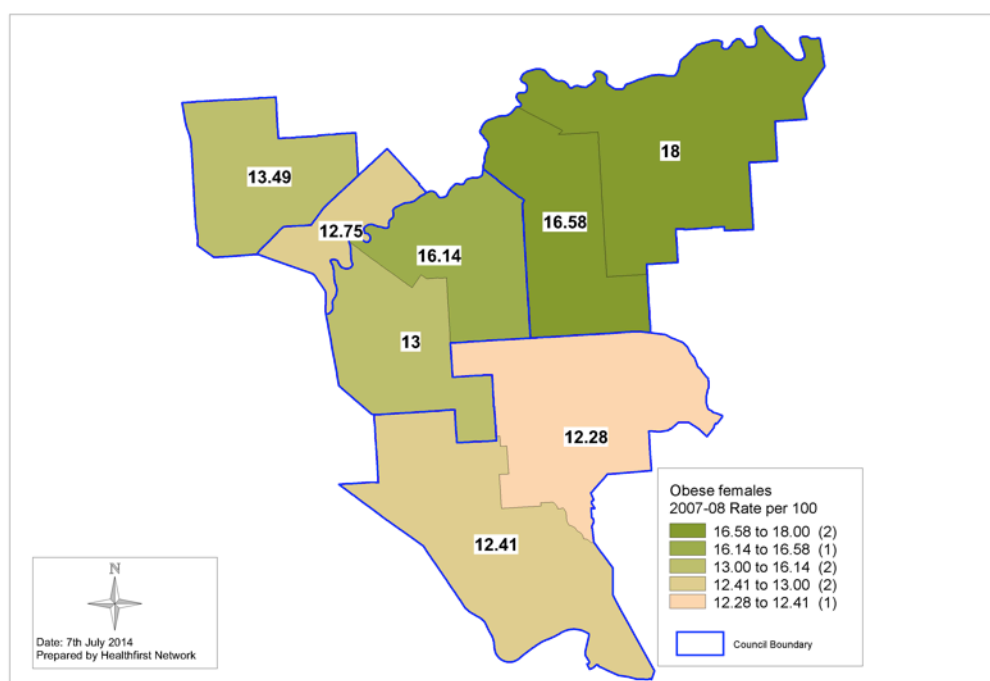 18
13.49
16.58
12.75
16.14
13
12.28
12.41
Obese females
2007-08 Rate per 100
16.58 to 18.00 (2)
16.14 to 16.58 (1)
13.00 to 16.14 (2)
12.41 to 13.00 (2)
12.28 to 12.41 (1)
Council Boundary
N
Date: 7th July 2014
Prepared by Healthfirst Network